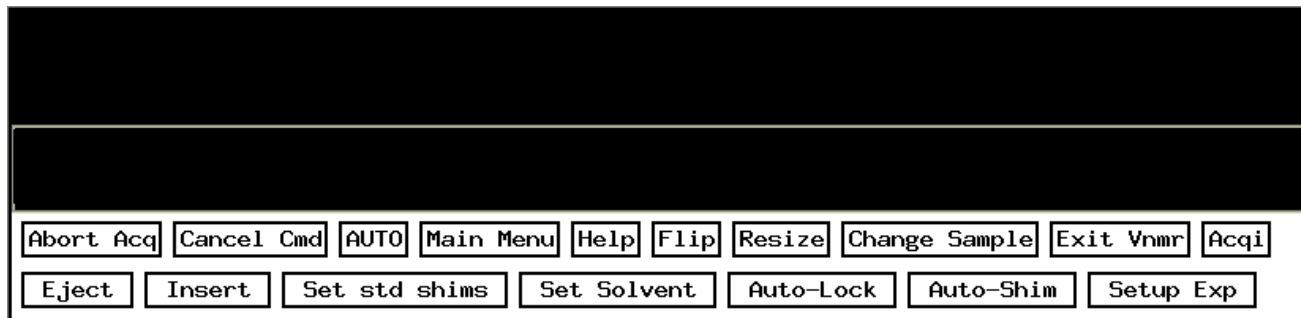 Abort Acq Cancel Cmd AUTO Main Menu Help Flip Resize Change Sample Exit Vnmr Acqi
Eject Insert Set std shims Set Solvent Auto-Lock Auto-Shim Setup Exp